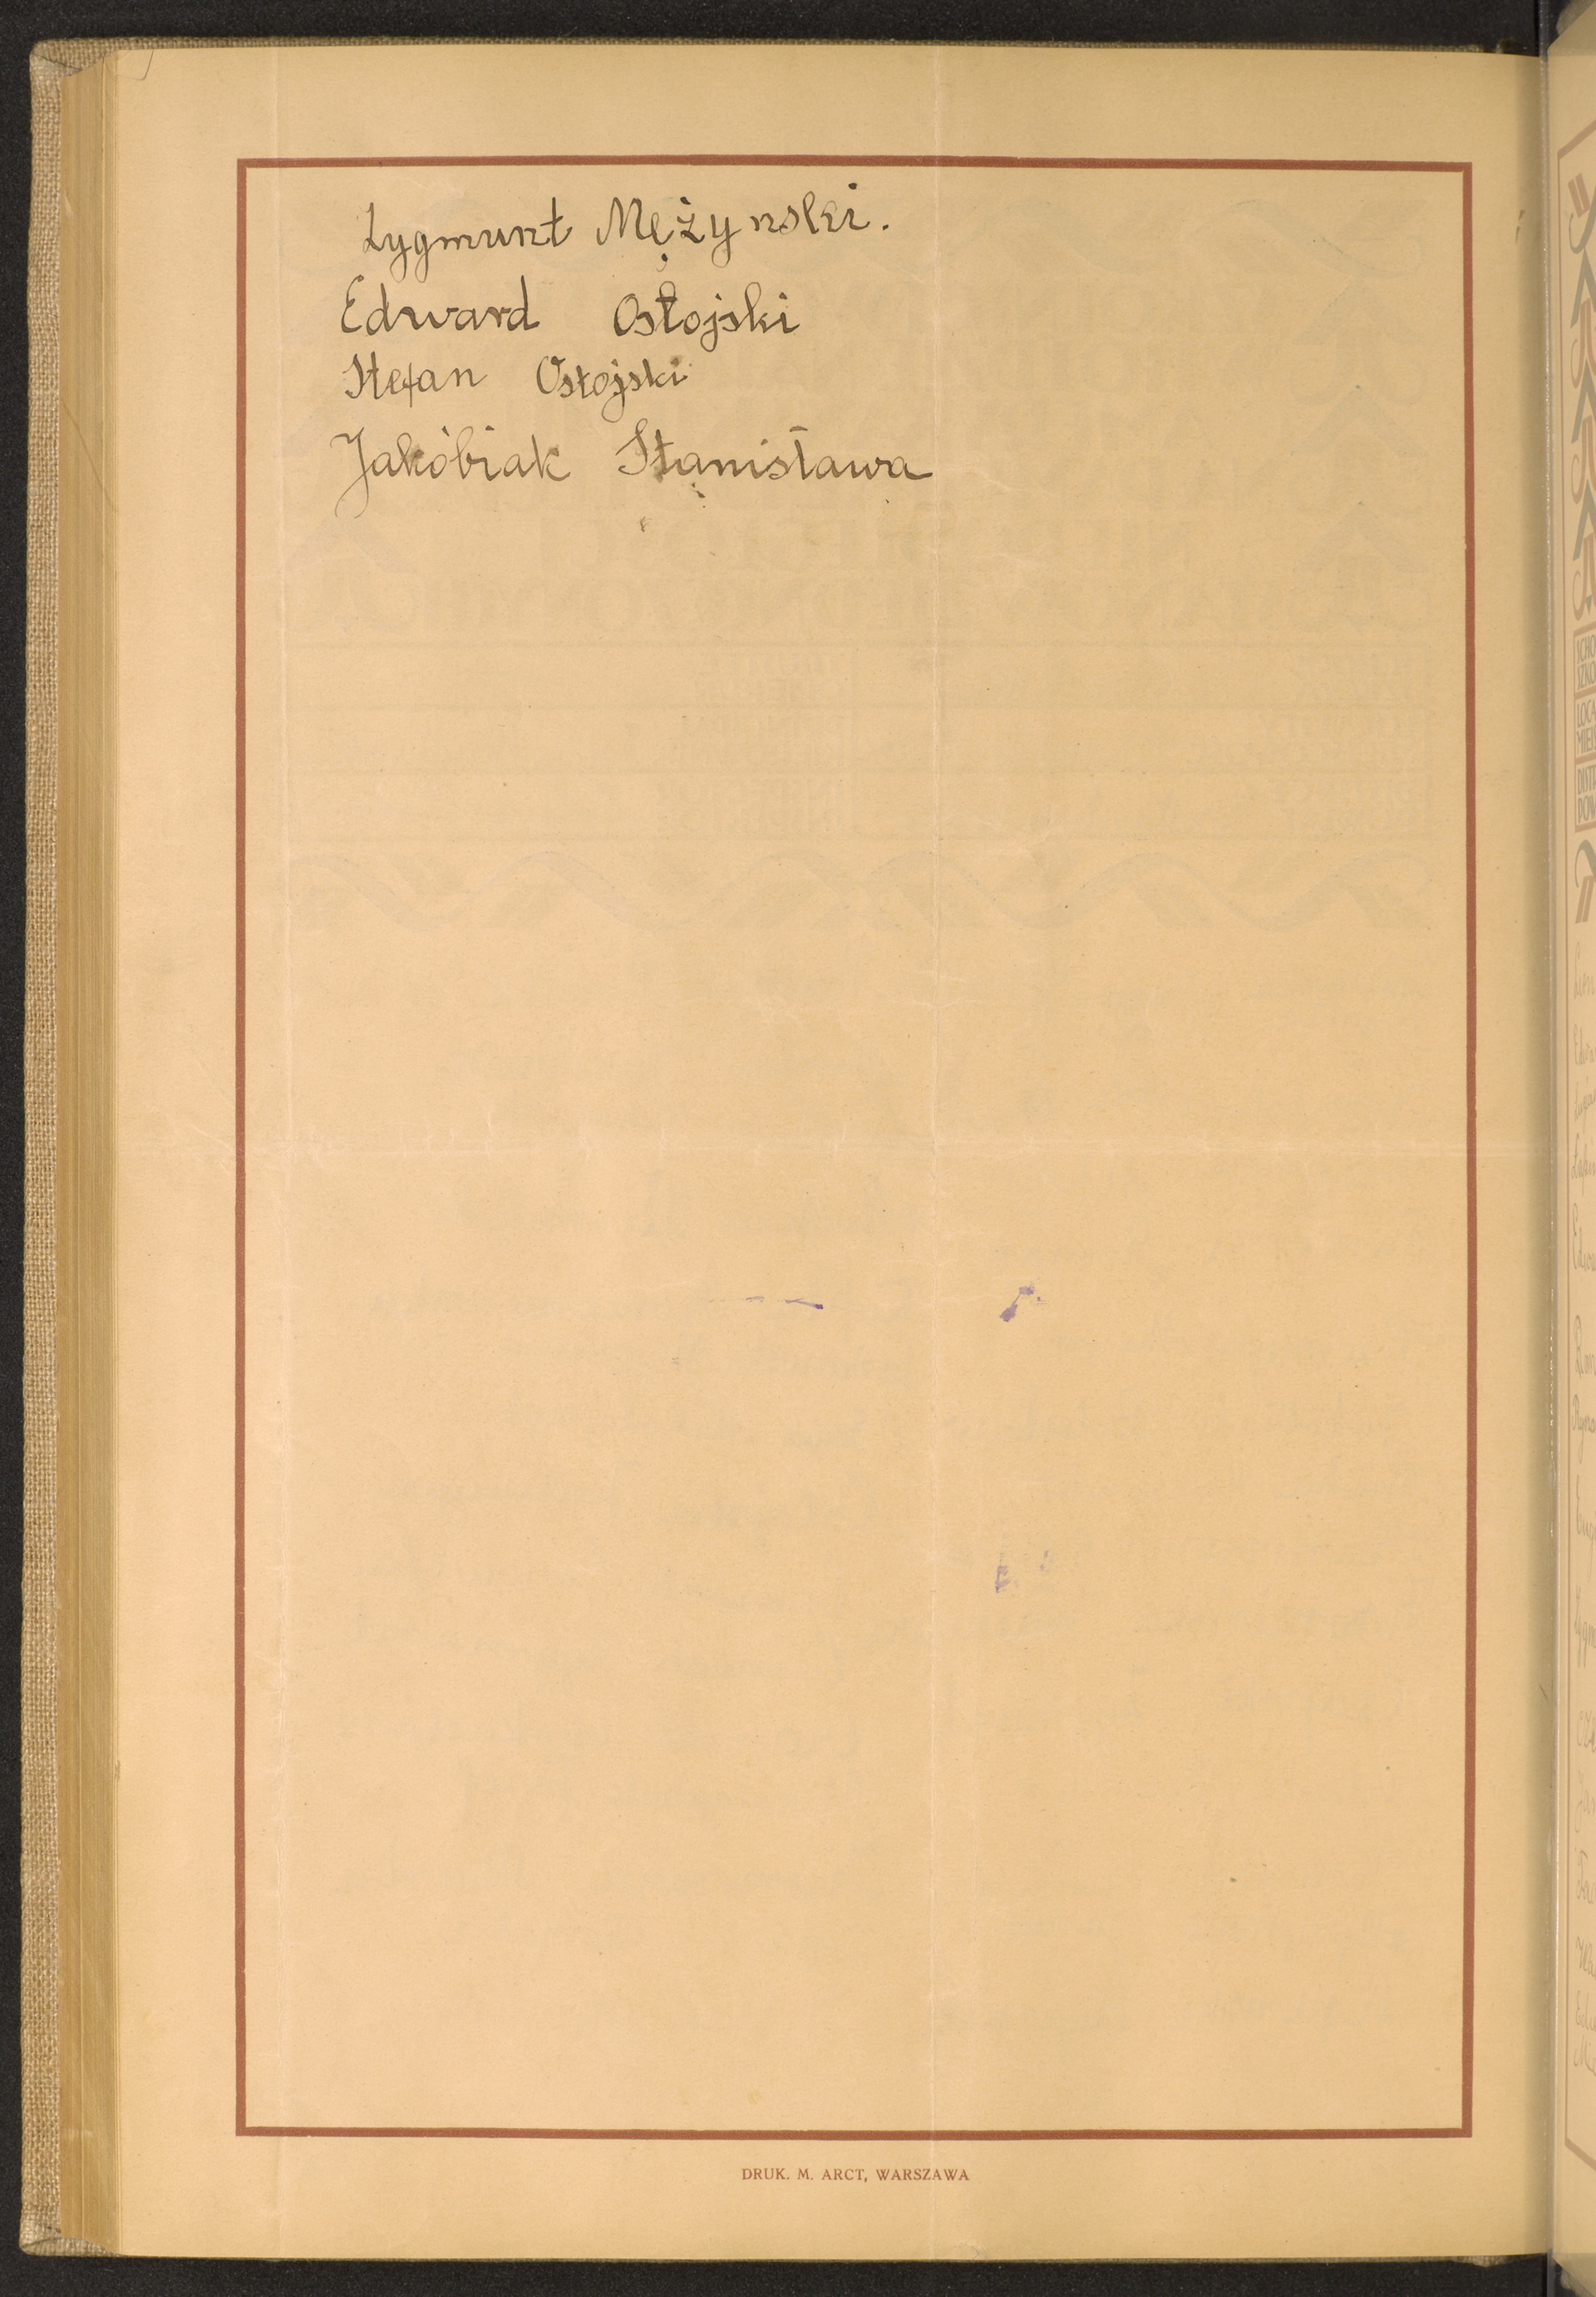 Zygmunt Mężynski.
Edward Ostojski
Stefan Ostojski
Jakóbiak Stanisława
DRUK. M. ARCT, WARSZAWA